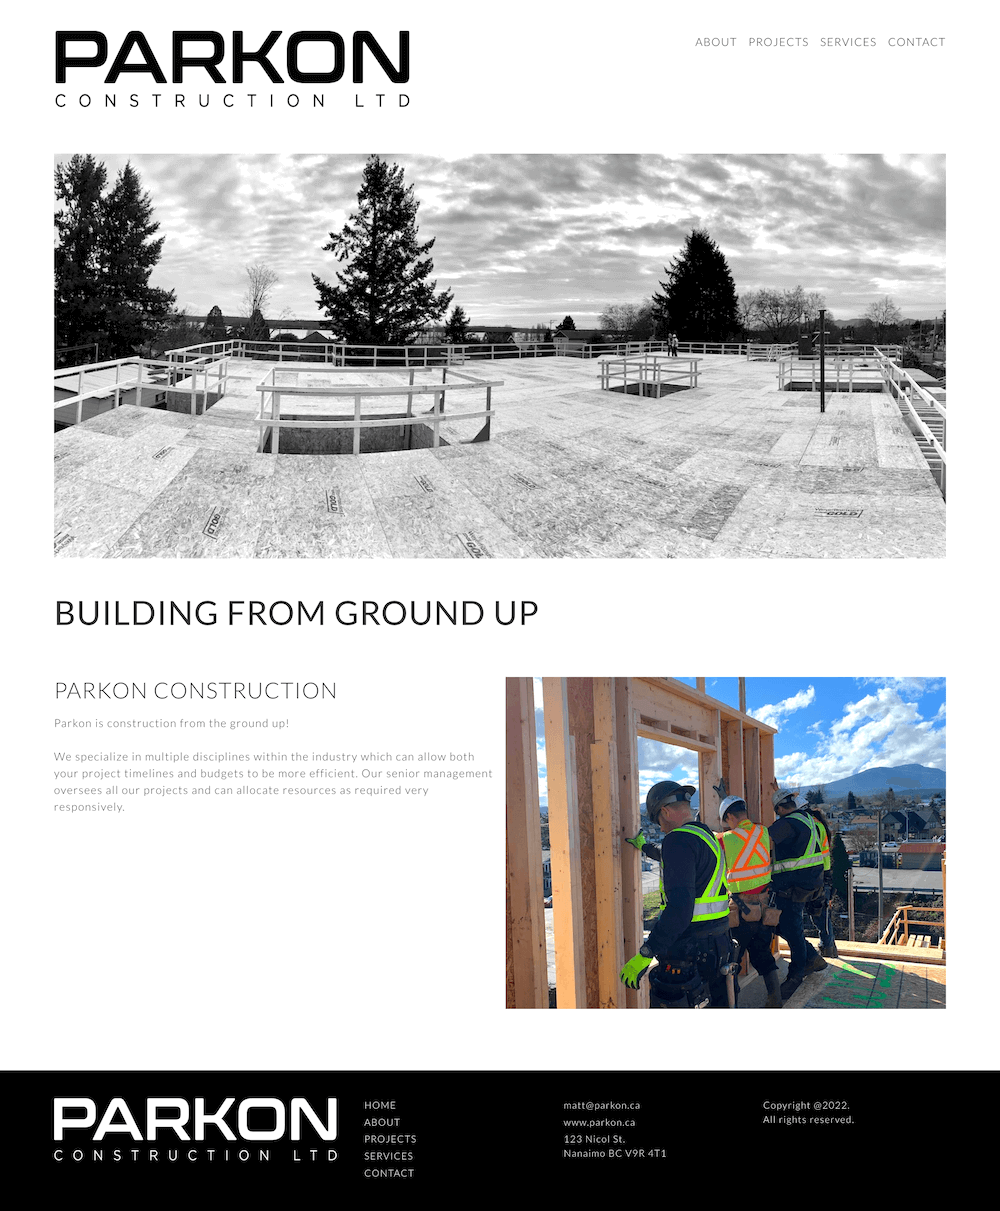 PARKON
CONSTRUCTION LTD
ABOUT PROJECTS SERVICES CONTACT
GOLD
GOLD
GOLD
BUILDING FROM GROUND UP
PARKON CONSTRUCTION
Parkon is construction from the ground up!
We specialize in multiple disciplines within the industry which can allow both
your project timelines and budgets to be more efficient. Our senior management
oversees all our projects and can allocate resources as required very
responsively.
PARKON
CONSTRUCTION LTD
HOME
ABOUT
PROJECTS
SERVICES
CONTACT
matt@parkon.ca
www.parkon.ca
123 Nicol St.
Nanaimo BC V9R 4T1
Copyright @2022.
All rights reserved.